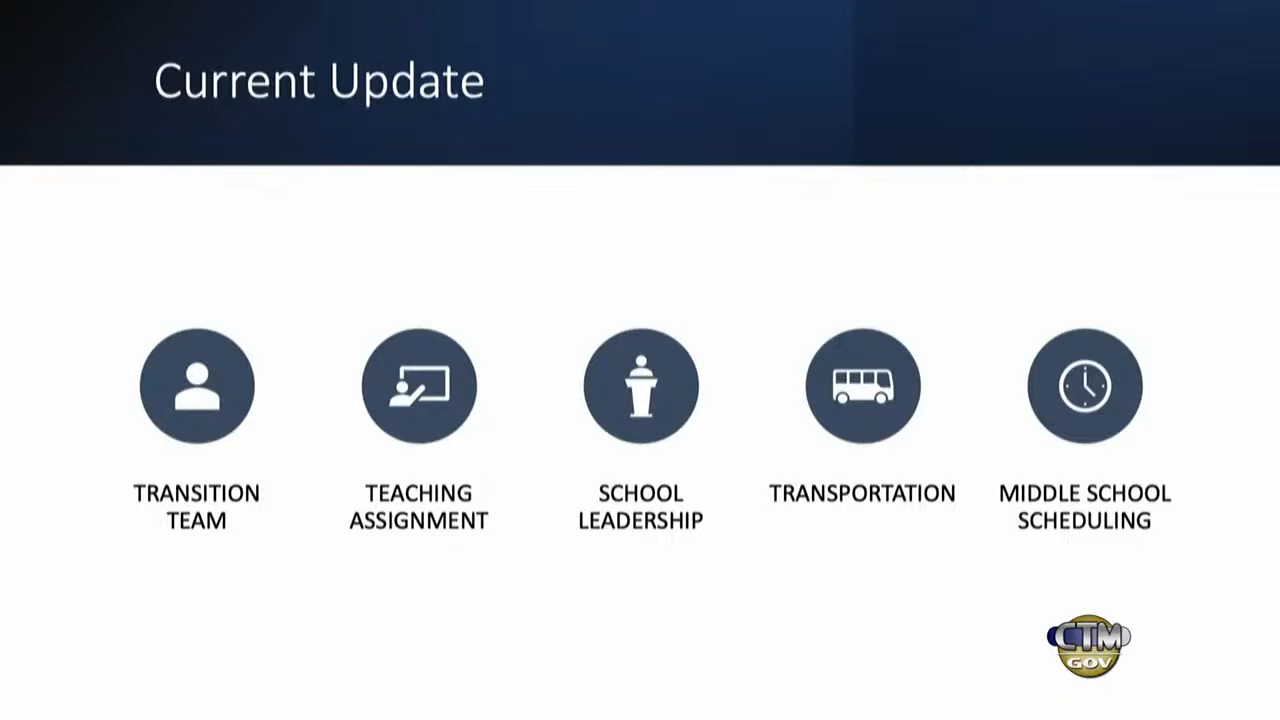 Current Update
TRANSITION
TEAM
TEACHING
ASSIGNMENT
SCHOOL
LEADERSHIP
TRANSPORTATION
MIDDLE SCHOOL
SCHEDULING
CTM
GOV